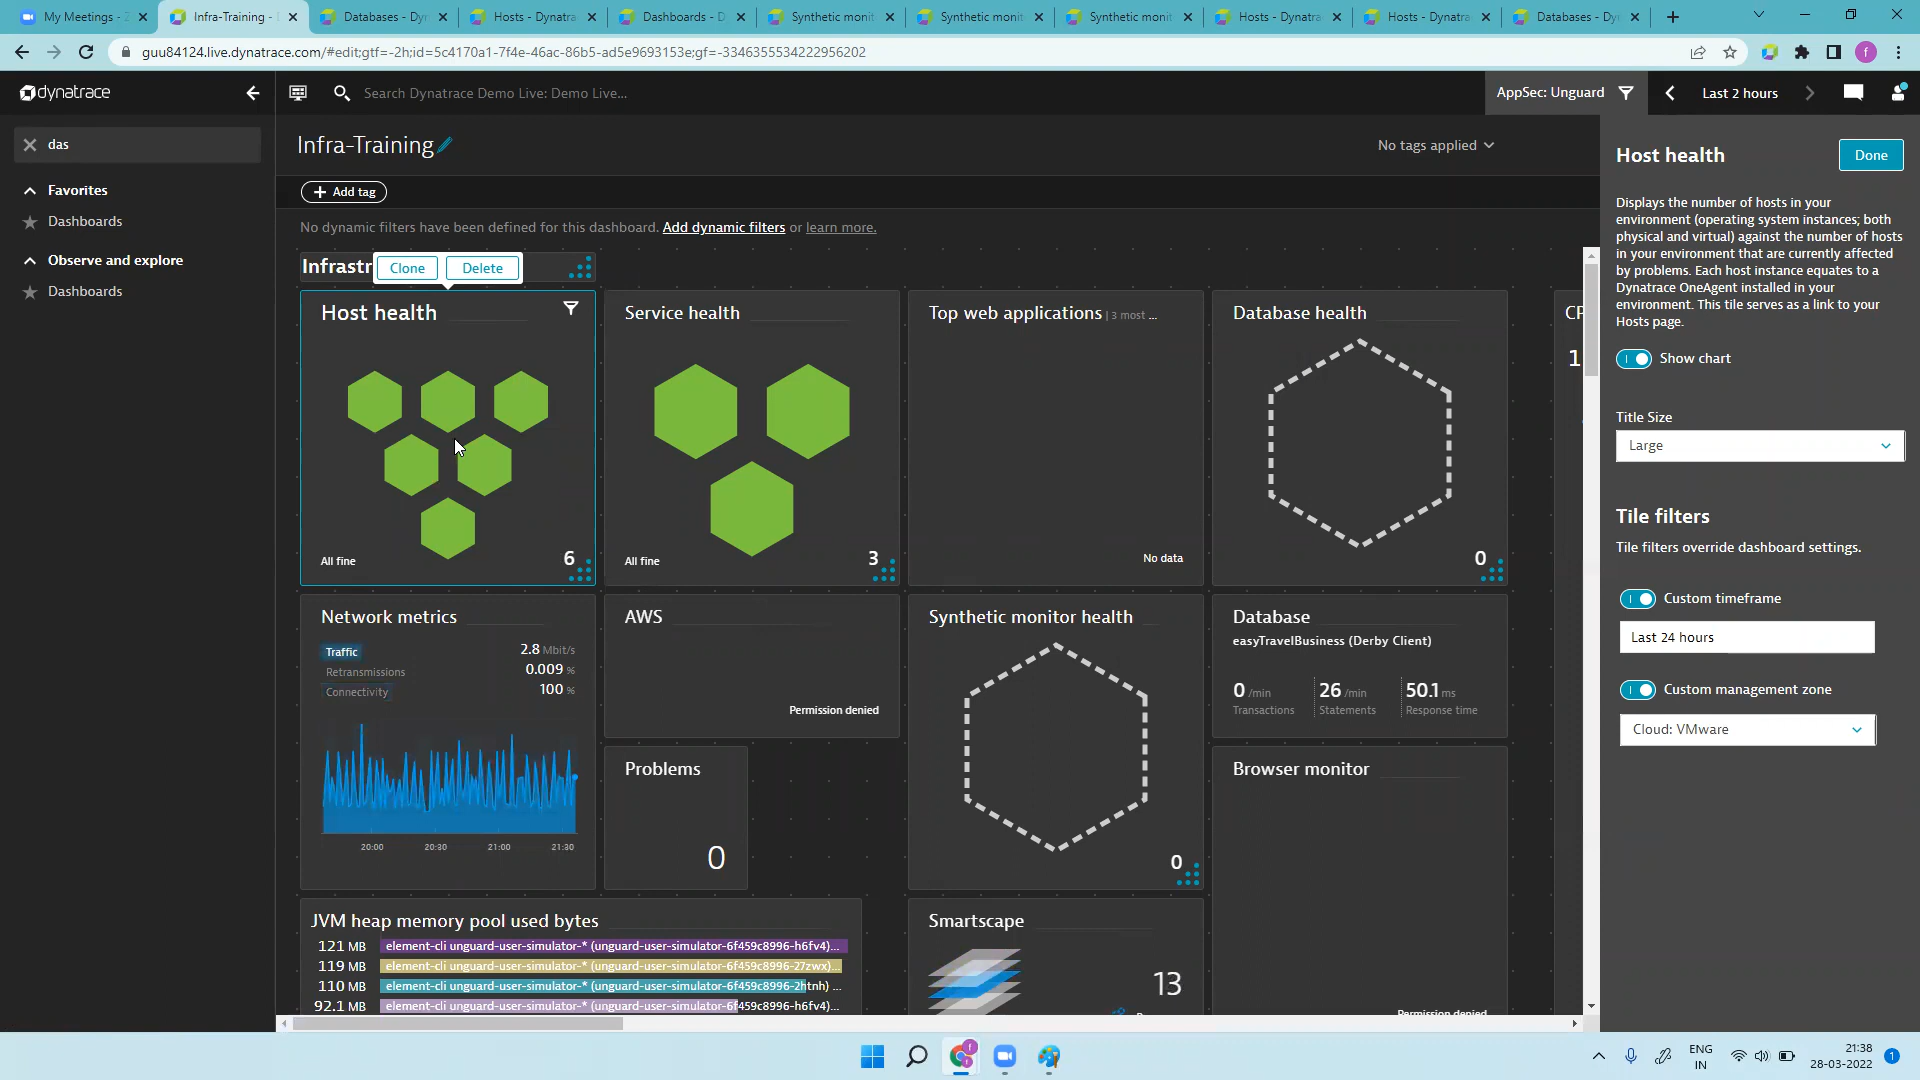 My Meetings - Z
Infra-Training -
Databases - Dyn
Hosts - Dynatra
Dashboards - D
Synthetic monit
Synthetic monit
Synthetic monit
Hosts - Dynatra
Hosts - Dynatra
Databases - Dyn
guu84124.live.dynatrace.com/#edit;gtf=-2h;id=5c4170a1-7f4e-46ac-86b5-ad5e9693153e;gf=-3346355534222956202
f
dynatrace
Search Dynatrace Demo Live: Demo Live...
AppSec: Unguard
Last 2 hours
das
Favorites
Dashboards
Observe and explore
Dashboards
Infra-Training
No tags applied
Add tag
No dynamic filters have been defined for this dashboard. Add dynamic filters or learn more.
Infrastr
Clone
Delete
Host health
All fine
6
Service health
All fine
3
Top web applications | 3 most ...
No data
Database health
0
CP
1
Network metrics
Traffic 2.8 Mbit/s
Retransmissions 0.009 %
Connectivity 100 %
20:00 20:30 21:00 21:30
AWS
Permission denied
Problems
0
Synthetic monitor health
0
Database
easyTravelBusiness (Derby Client)
0 /min 26 /min 50.1 ms
Transactions Statements Response time
Browser monitor
Permission denied
JVM heap memory pool used bytes
121 MB element-cli unguard-user-simulator-* (unguard-user-simulator-6f459c8996-h6fv4)...
119 MB element-cli unguard-user-simulator-* (unguard-user-simulator-6f459c8996-27zwx)...
110 MB element-cli unguard-user-simulator-* (unguard-user-simulator-6f459c8996-2htnh) ...
92.1 MB element-cli unguard-user-simulator-* (unguard-user-simulator-6f459c8996-h6fv4)...
Smartscape
13
Host health
Done
Displays the number of hosts in your
environment (operating system instances; both
physical and virtual) against the number of hosts
in your environment that are currently affected
by problems. Each host instance equates to a
Dynatrace OneAgent installed in your
environment. This tile serves as a link to your
Hosts page.
Show chart
Title Size
Large
Tile filters
Tile filters override dashboard settings.
Custom timeframe
Last 24 hours
Custom management zone
Cloud: VMware
ENG
IN
21:38
28-03-2022
1